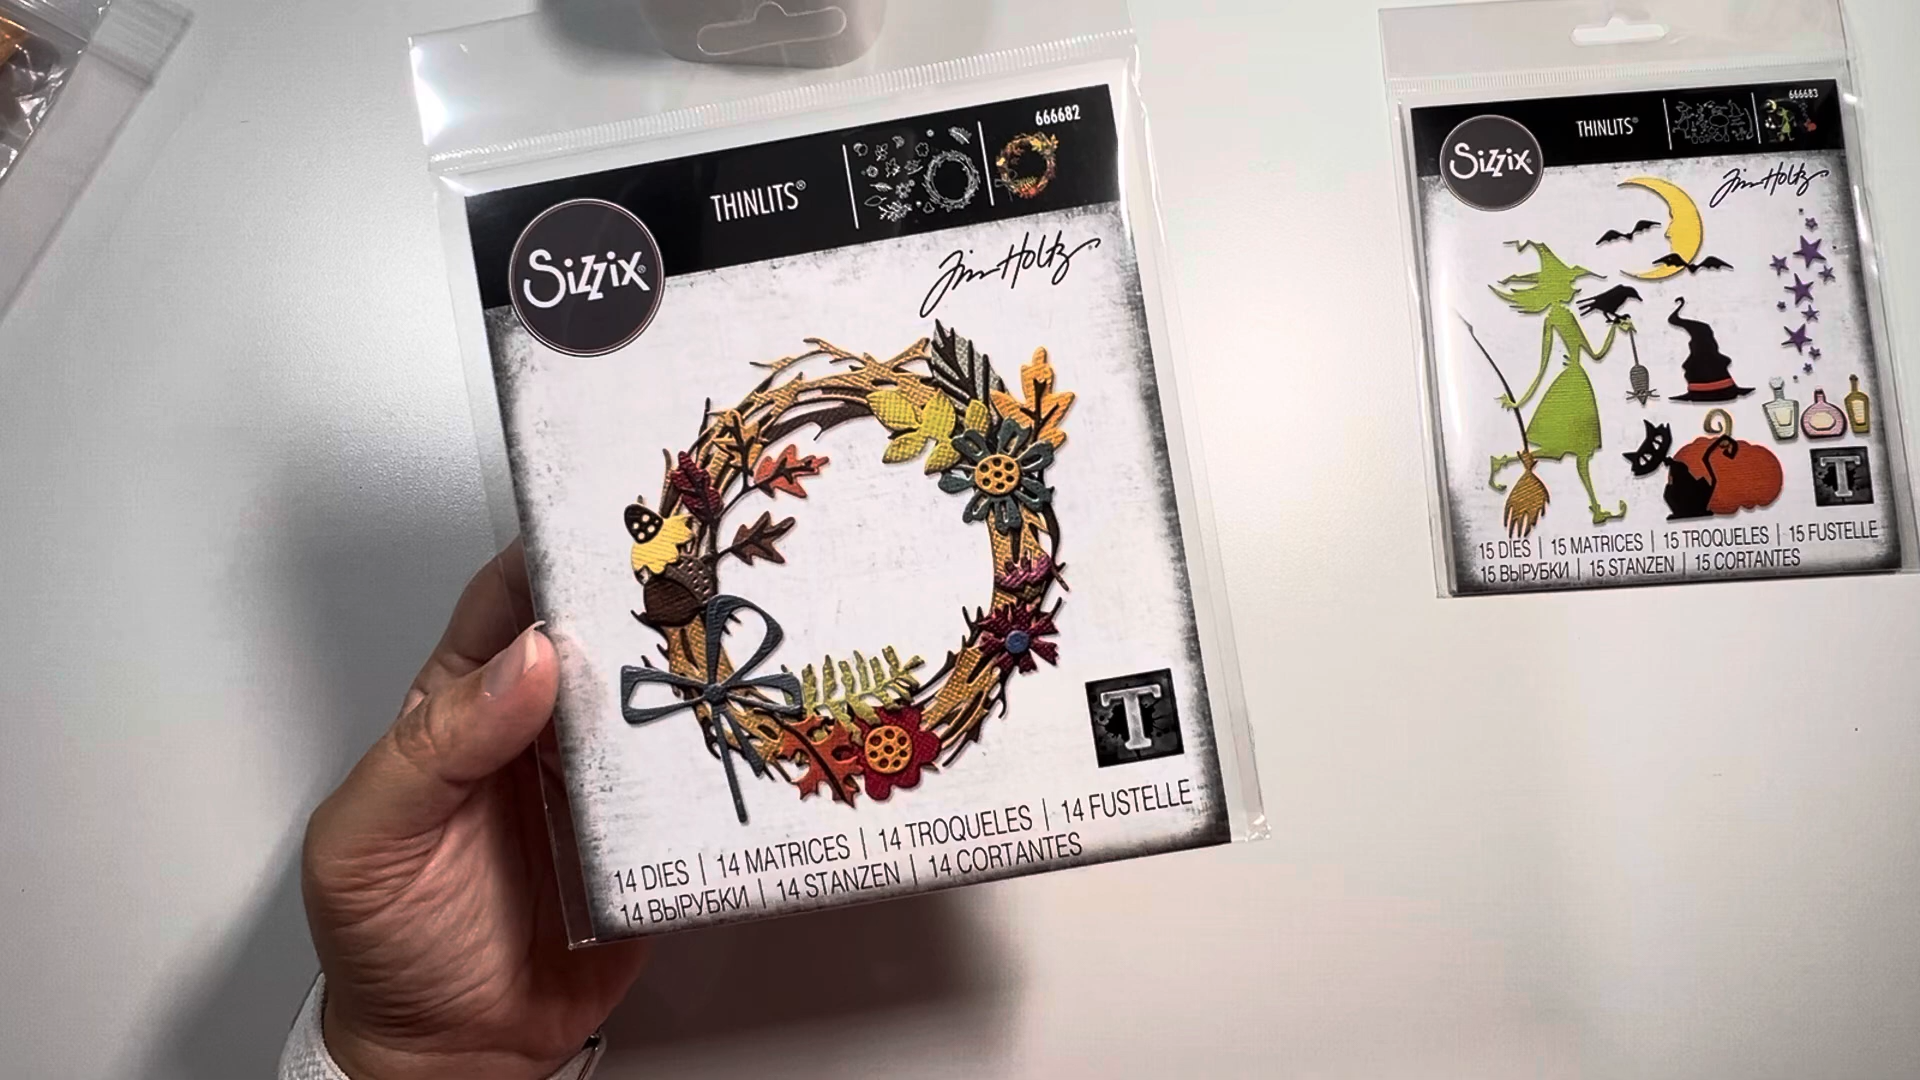 666682
THINLITS®
Sizzix®
Tim Holtz
T
14 DIES | 14 MATRICES | 14 TROQUELES | 14 FUSTELLE
14 ВЫРУБКИ | 14 STANZEN | 14 CORTANTES
666683
THINLITS®
Sizzix
Tim Holtz
T
15 DIES | 15 MATRICES | 15 TROQUELES | 15 FUSTELLE
15 ВЫРУБКИ | 15 STANZEN | 15 CORTANTES